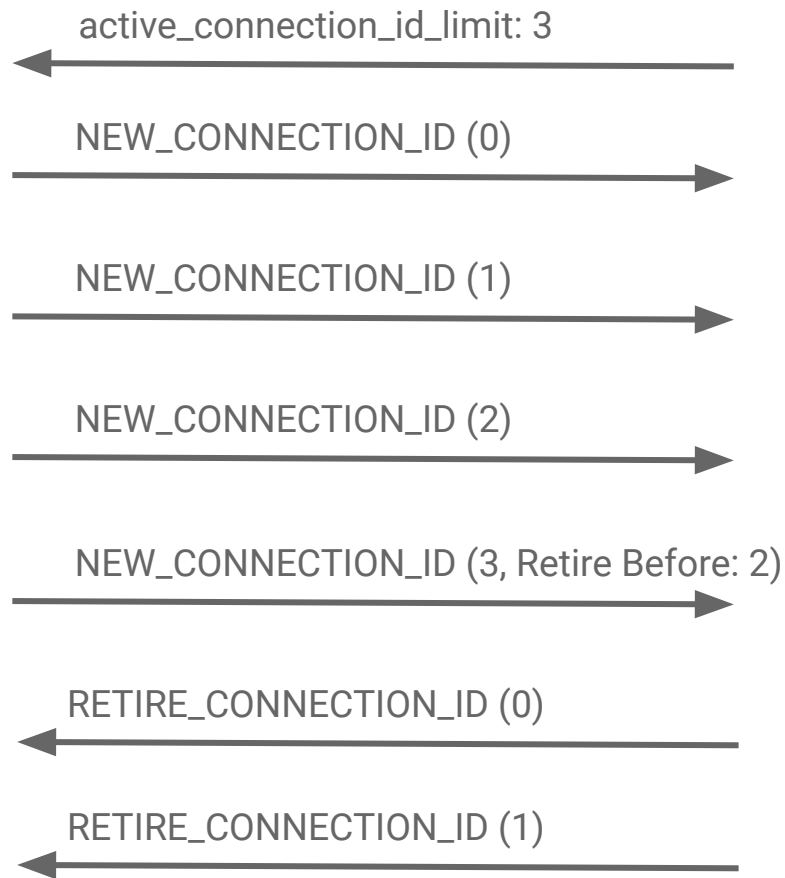 active_connection_id_limit: 3
NEW_CONNECTION_ID (0)
NEW_CONNECTION_ID (1)
NEW_CONNECTION_ID (2)
NEW_CONNECTION_ID (3, Retire Before: 2)
RETIRE_CONNECTION_ID (0)
RETIRE_CONNECTION_ID (1)